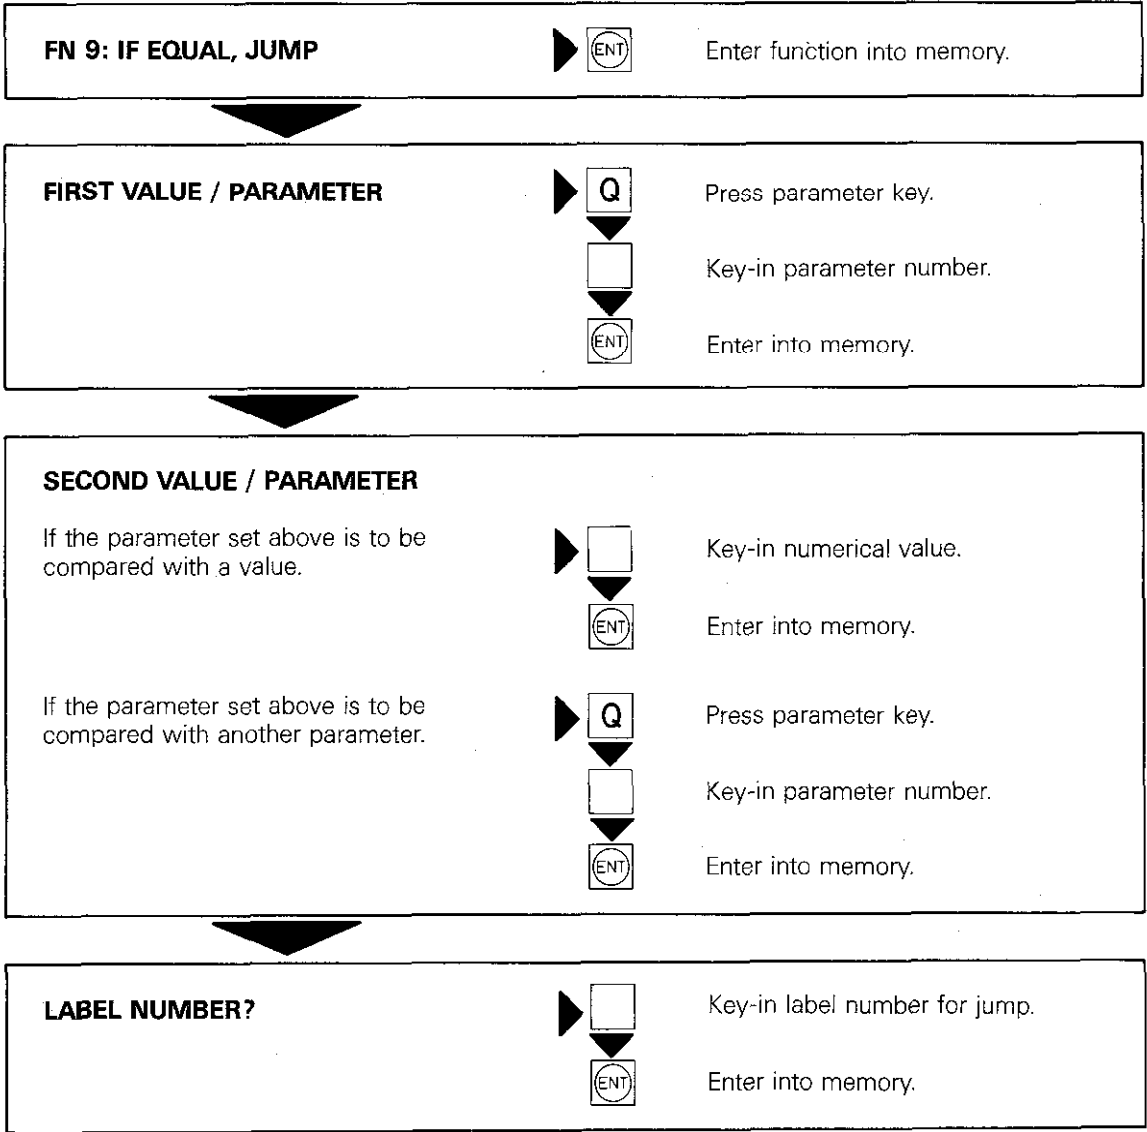 FN 9: IF EQUAL, JUMP
ENT
Enter function into memory.
FIRST VALUE / PARAMETER
Q
Press parameter key.
Key-in parameter number.
ENT
Enter into memory.
SECOND VALUE / PARAMETER
If the parameter set above is to be
compared with a value.
Key-in numerical value.
ENT
Enter into memory.
If the parameter set above is to be
compared with another parameter.
Q
Press parameter key.
Key-in parameter number.
ENT
Enter into memory.
LABEL NUMBER?
Key-in label number for jump.
ENT
Enter into memory.